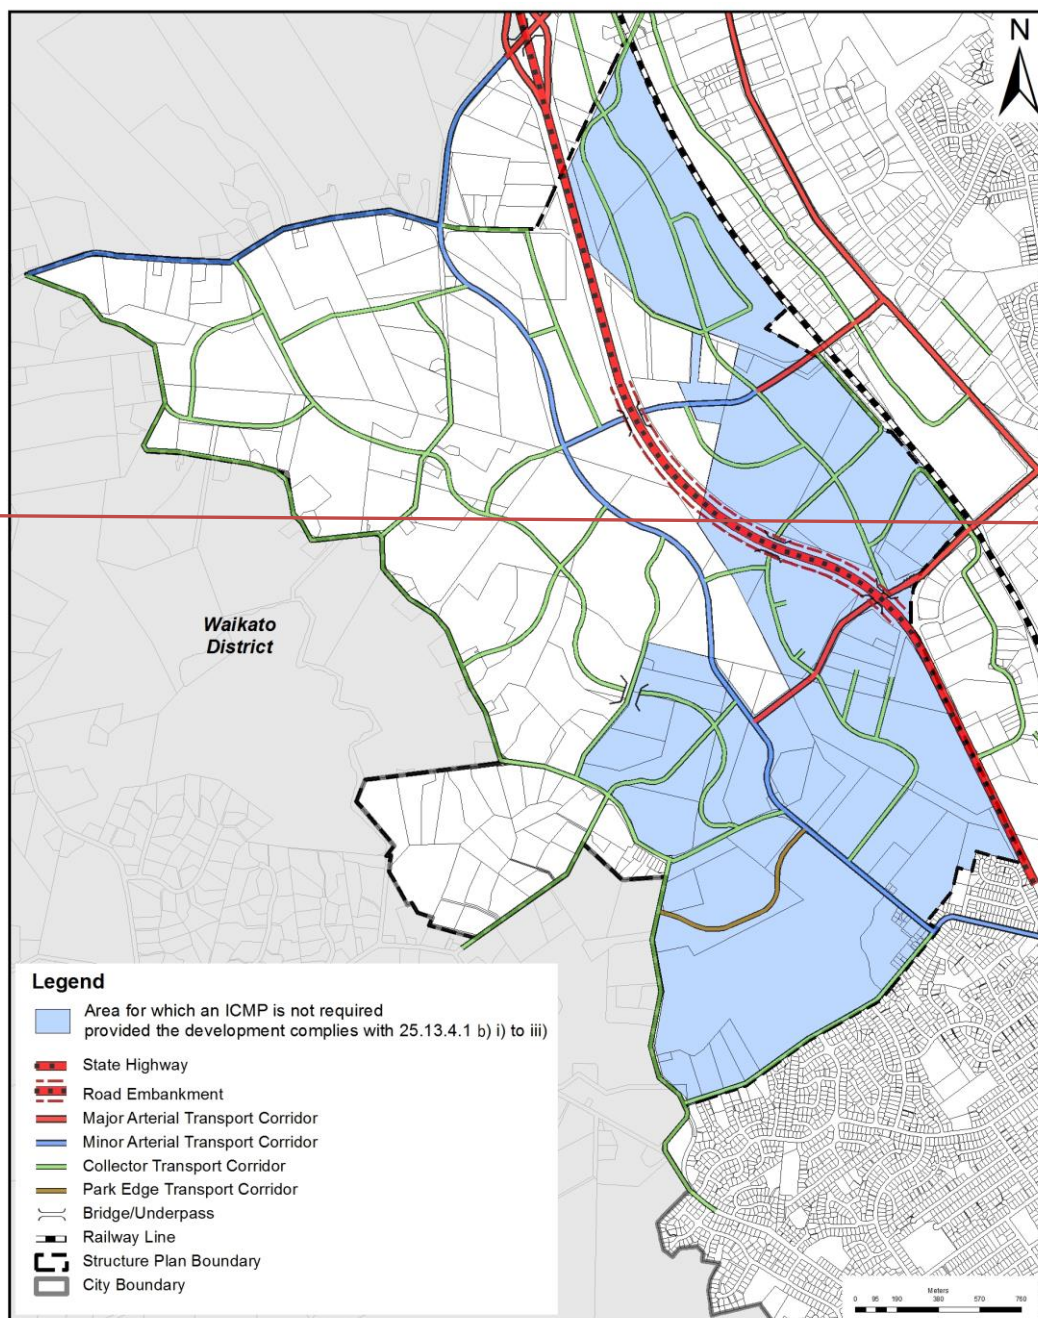 N
Waikato
District
Legend
Area for which an ICMP is not required
provided the development complies with 25.13.4.1 b) i) to iii)
State Highway
Road Embankment
Major Arterial Transport Corridor
Minor Arterial Transport Corridor
Collector Transport Corridor
Park Edge Transport Corridor
Bridge/Underpass
Railway Line
Structure Plan Boundary
City Boundary
Meters
0 95 190 380 570 760